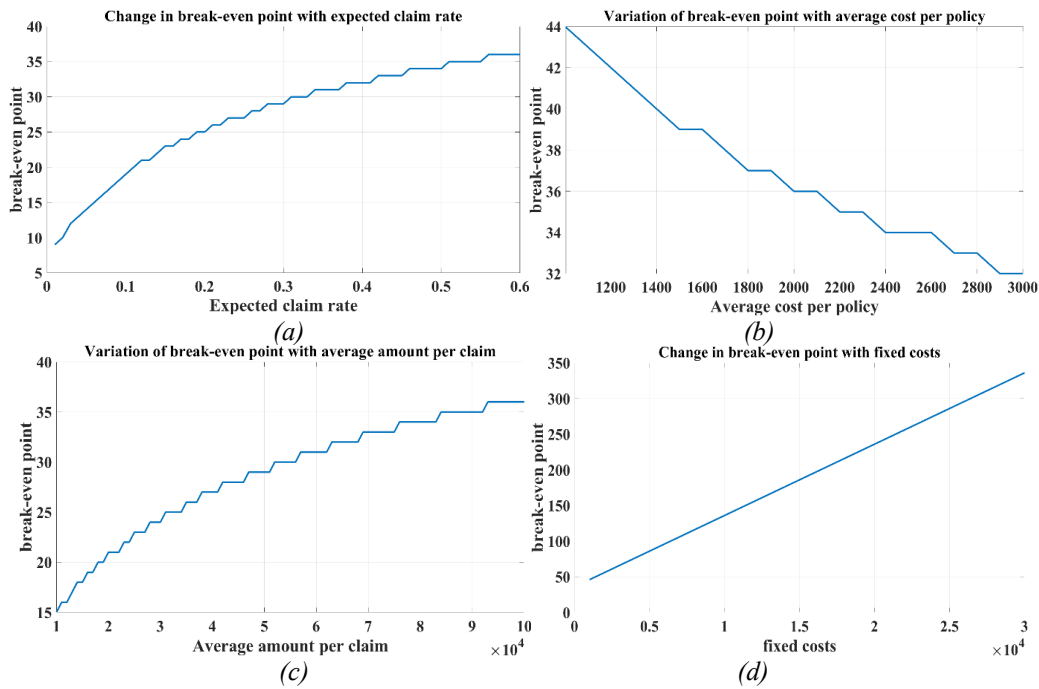 Change in break-even point with expected claim rate
break-even point
40
35
30
25
20
15
10
5
0 0.1 0.2 0.3 0.4 0.5 0.6
Expected claim rate
(a)
Variation of break-even point with average cost per policy
break-even point
44
42
40
38
36
34
32
1200 1400 1600 1800 2000 2200 2400 2600 2800 3000
Average cost per policy
(b)
Variation of break-even point with average amount per claim
break-even point
40
35
30
25
20
15
1 2 3 4 5 6 7 8 9 10
Average amount per claim
×10⁴
(c)
Change in break-even point with fixed costs
break-even point
350
300
250
200
150
100
50
0
0 0.5 1 1.5 2 2.5 3
fixed costs
×10⁴
(d)